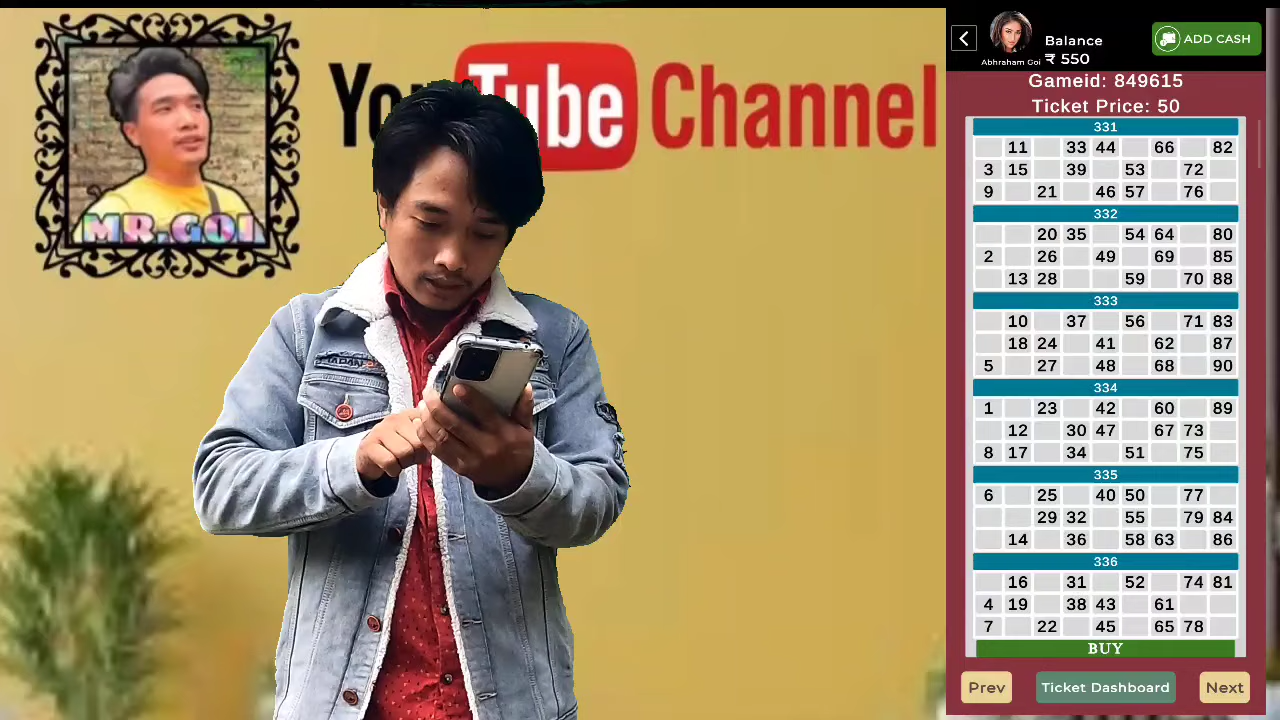 YouTube Channel
MR.GOI
Abhraham Goi
Balance
₹ 550
ADD CASH
Gameid: 849615
Ticket Price: 50
331
11 33 44 66 82
3 15 39 53 72
9 21 46 57 76
332
20 35 54 64 80
2 26 49 69 85
13 28 59 70 88
333
10 37 56 71 83
18 24 41 62 87
5 27 48 68 90
334
1 23 42 60 89
12 30 47 67 73
8 17 34 51 75
335
6 25 40 50 77
29 32 55 79 84
14 36 58 63 86
336
16 31 52 74 81
4 19 38 43 61
7 22 45 65 78
BUY
Prev
Ticket Dashboard
Next